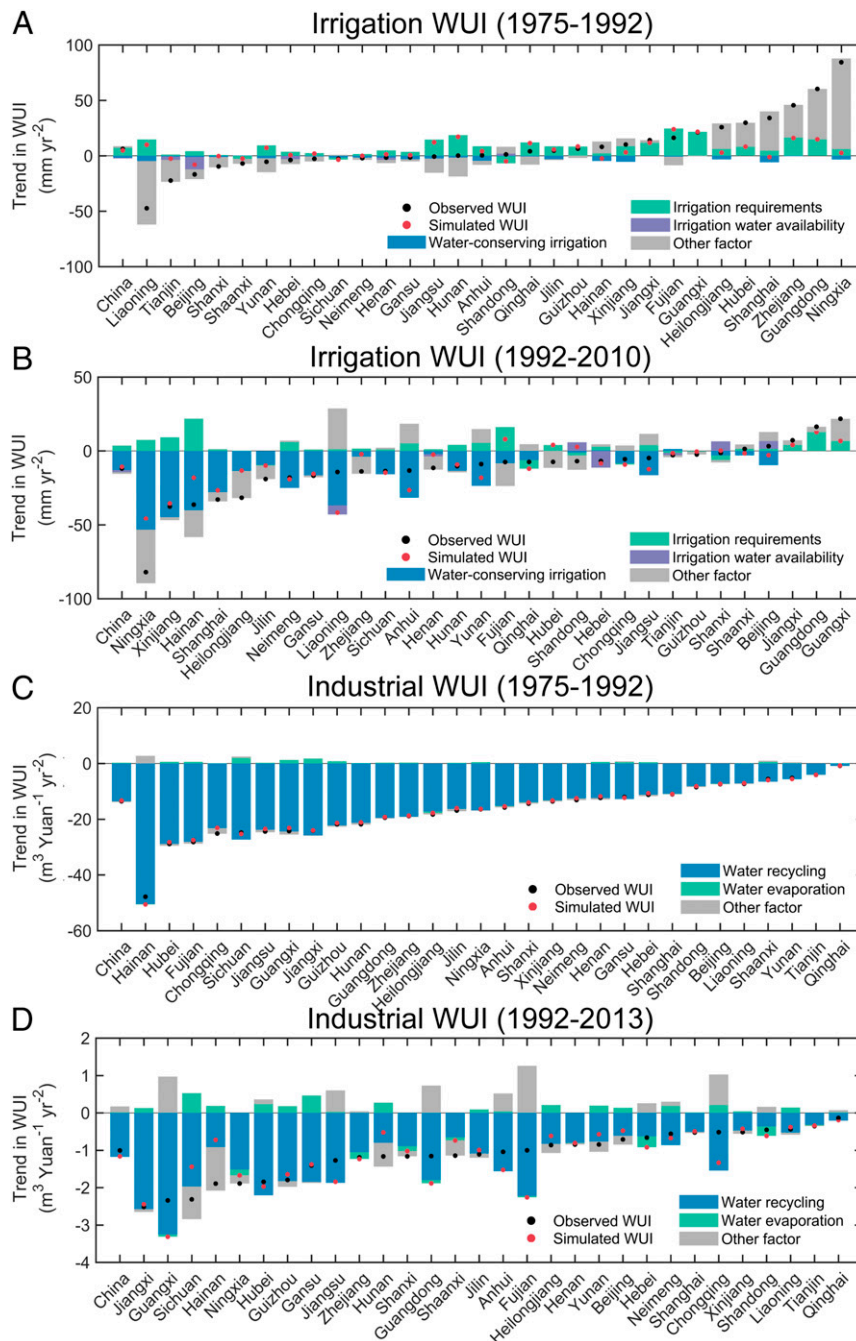 A
Irrigation WUI (1975-1992)
Trend in WUI
(mm yr-2)
100
50
0
-50
-100
Observed WUI
Simulated WUI
Water-conserving irrigation
Irrigation requirements
Irrigation water availability
Other factor
China
Liaoning
Tianjin
Beijing
Shanxi
Shaanxi
Yunan
Hebei
Chongqing
Sichuan
Neimeng
Henan
Gansu
Jiangsu
Hunan
Anhui
Shandong
Qinghai
Jilin
Guizhou
Hainan
Xinjiang
Jiangxi
Fujian
Guangxi
Heilongjiang
Hubei
Shanghai
Zhejiang
Guangdong
Ningxia
B
Irrigation WUI (1992-2010)
Trend in WUI
(mm yr-2)
50
0
-50
-100
Observed WUI
Simulated WUI
Water-conserving irrigation
Irrigation requirements
Irrigation water availability
Other factor
China
Ningxia
Xinjiang
Hainan
Shanghai
Heilongjiang
Jilin
Neimeng
Gansu
Liaoning
Zhejiang
Sichuan
Anhui
Henan
Hunan
Yunan
Fujian
Qinghai
Hubei
Shandong
Hebei
Chongqing
Jiangsu
Tianjin
Guizhou
Shanxi
Shaanxi
Beijing
Jiangxi
Guangdong
Guangxi
C
Industrial WUI (1975-1992)
Trend in WUI
(m3 Yuan-1 yr-2)
20
0
-20
-40
-60
Observed WUI
Simulated WUI
Water recycling
Water evaporation
Other factor
China
Hainan
Hubei
Fujian
Chongqing
Sichuan
Jiangsu
Guangxi
Jiangxi
Guizhou
Hunan
Guangdong
Zhejiang
Heilongjiang
Jilin
Ningxia
Anhui
Shanxi
Xinjiang
Neimeng
Henan
Gansu
Hebei
Shanghai
Shandong
Beijing
Liaoning
Shaanxi
Yunan
Tianjin
Qinghai
D
Industrial WUI (1992-2013)
Trend in WUI
(m3 Yuan-1 yr-2)
2
1
0
-1
-2
-3
-4
Observed WUI
Simulated WUI
Water recycling
Water evaporation
Other factor
China
Jiangxi
Guangxi
Sichuan
Hainan
Ningxia
Hubei
Guizhou
Gansu
Jiangsu
Zhejiang
Hunan
Shanxi
Guangdong
Shaanxi
Jilin
Anhui
Fujian
Heilongjiang
Henan
Yunan
Beijing
Hebei
Neimeng
Shanghai
Chongqing
Xinjiang
Shandong
Liaoning
Tianjin
Qinghai